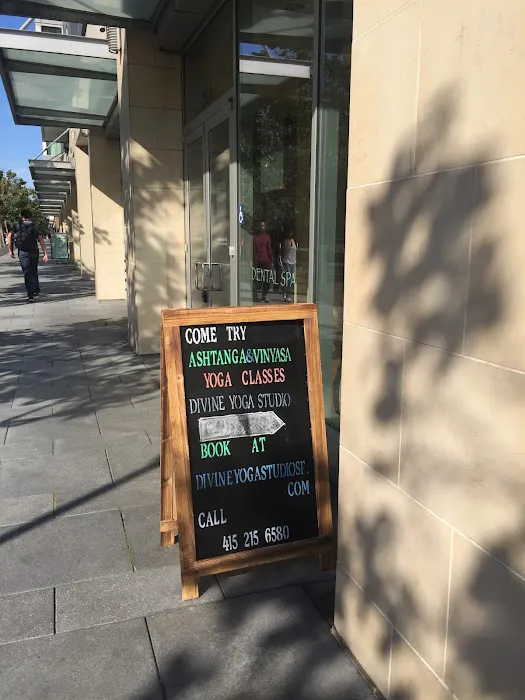 COME TRY
ASHTANGA&VINYASA
YOGA CLASSES
DIVINE YOGA STUDIO
BOOK AT
DIVINEYOGASTUDIOSF.
COM
CALL
415 215 6580
DENTAL SPA